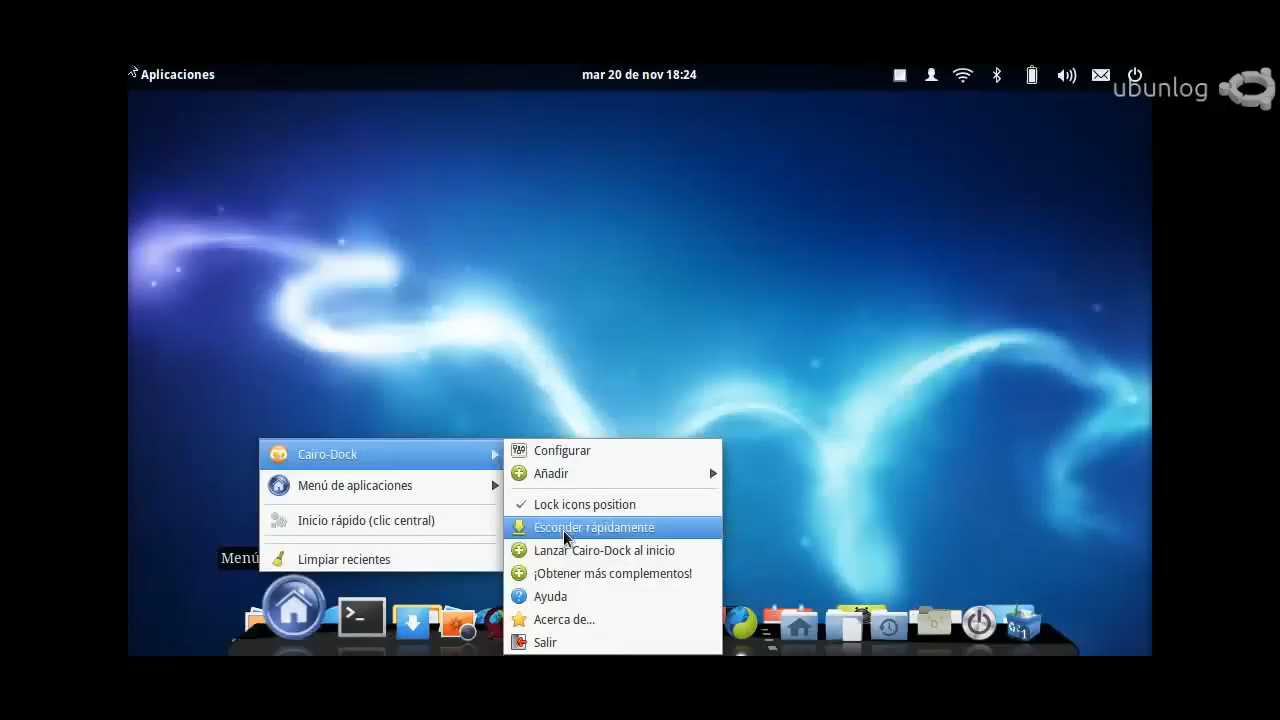 Aplicaciones
mar 20 de nov 18:24
ubunlog
Cairo-Dock
Menú de aplicaciones
Inicio rápido (clic central)
Limpiar recientes
Configurar
Añadir
Lock icons position
Esconder rápidamente
Lanzar Cairo-Dock al inicio
¡Obtener más complementos!
Ayuda
Acerca de...
Salir
Menú
>_
1